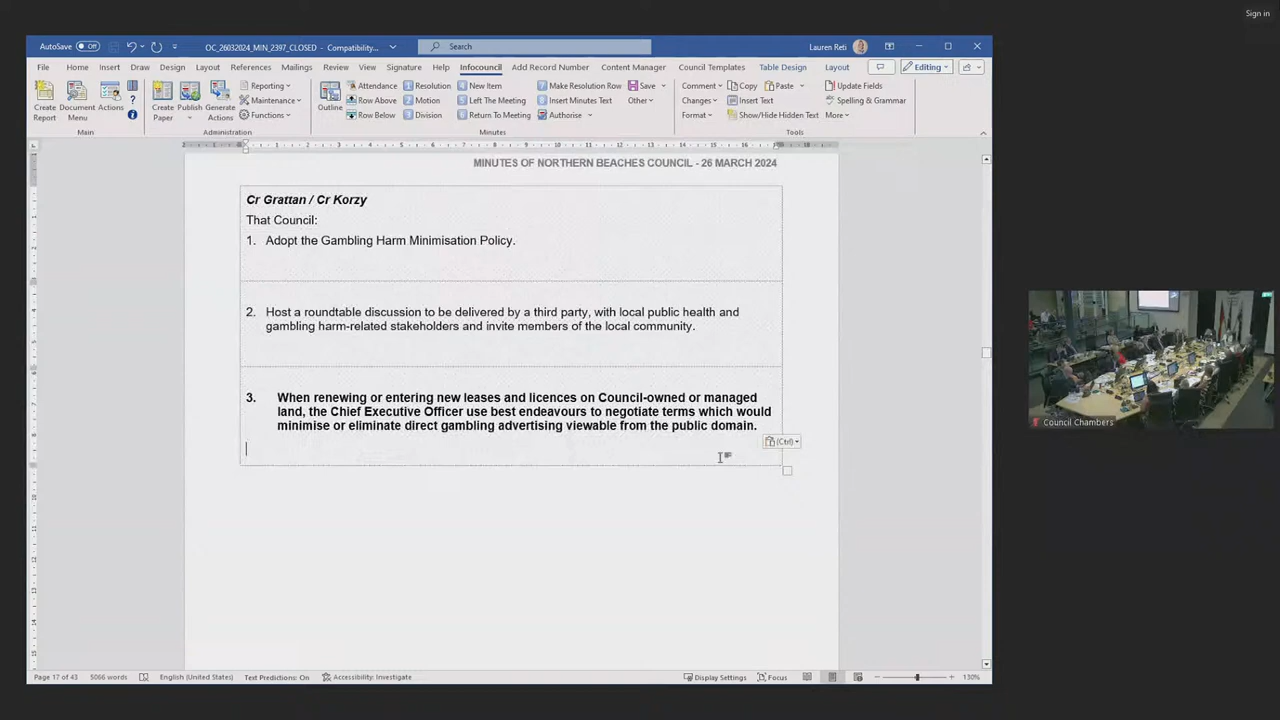 Sign in
AutoSave Off
OC_26032024_MIN_2397_CLOSED - Compatibility...
Search
Lauren Reti
File Home Insert Draw Design Layout References Mailings Review View Signature Help Infocouncil Add Record Number Content Manager Council Templates Table Design Layout Editing
Create Report
Document Menu
Actions
Main
Create Paper
Publish
Generate Actions
Reporting
Maintenance
Functions
Administration
Outline
Attendance
Row Above
Row Below
1 Resolution
2 Motion
3 Division
4 New Item
5 Left The Meeting
6 Return To Meeting
7 Make Resolution Row
8 Insert Minutes Text
Authorise
Save
Other
Minutes
Comment
Changes
Format
Copy
Insert Text
Show/Hide Hidden Text
Paste
Update Fields
Spelling & Grammar
More
Tools
MINUTES OF NORTHERN BEACHES COUNCIL - 26 MARCH 2024
Cr Grattan / Cr Korzy
That Council:
1. Adopt the Gambling Harm Minimisation Policy.
2. Host a roundtable discussion to be delivered by a third party, with local public health and
gambling harm-related stakeholders and invite members of the local community.
3. When renewing or entering new leases and licences on Council-owned or managed
land, the Chief Executive Officer use best endeavours to negotiate terms which would
minimise or eliminate direct gambling advertising viewable from the public domain.
(Ctrl)
Council Chambers
Page 17 of 43 5066 words English (United States) Text Predictions: On Accessibility: Investigate Display Settings Focus 130%